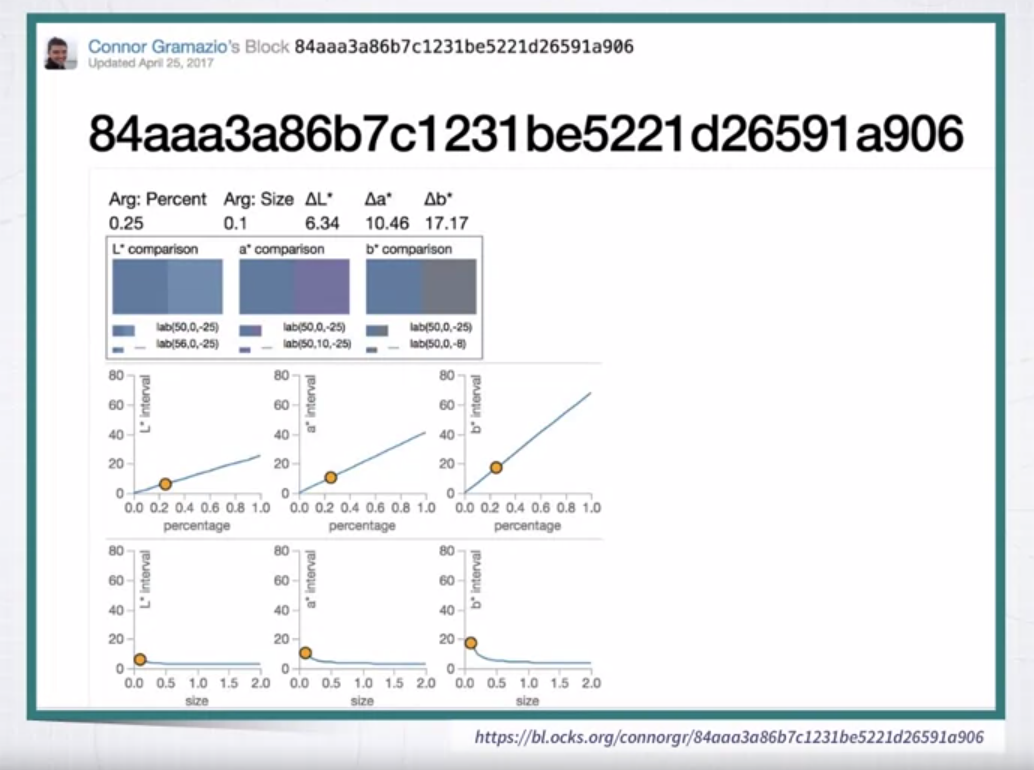 Connor Gramazio's Block 84aaa3a86b7c1231be5221d26591a906
Updated April 25, 2017
84aaa3a86b7c1231be5221d26591a906
Arg: Percent Arg: Size ΔL* Δa* Δb*
0.25 0.1 6.34 10.46 17.17
L* comparison a* comparison b* comparison
lab(50,0,-25) lab(50,0,-25) lab(50,0,-25)
lab(56,0,-25) lab(50,10,-25) lab(50,0,-8)
80 80 80
L* interval a* interval b* interval
60 60 60
40 40 40
20 20 20
0 0 0
0.0 0.2 0.4 0.6 0.8 1.0 0.0 0.2 0.4 0.6 0.8 1.0 0.0 0.2 0.4 0.6 0.8 1.0
percentage percentage percentage
80 80 80
L* interval a* interval b* interval
60 60 60
40 40 40
20 20 20
0 0 0
0.0 0.5 1.0 1.5 2.0 0.0 0.5 1.0 1.5 2.0 0.0 0.5 1.0 1.5 2.0
size size size
https://bl.ocks.org/connorgr/84aaa3a86b7c1231be5221d26591a906